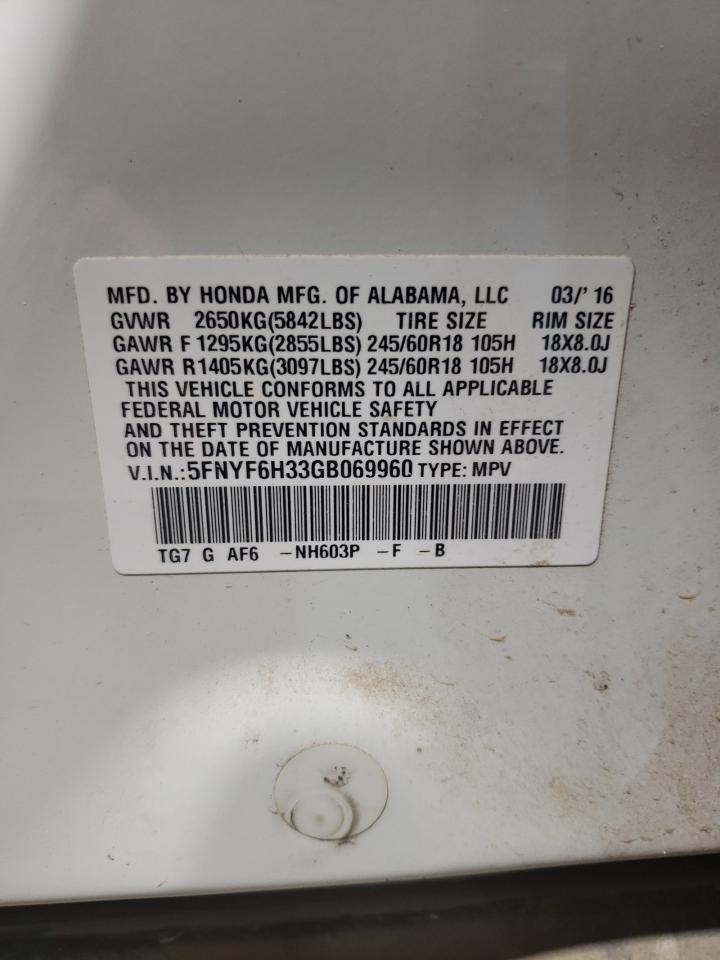 MFD. BY HONDA MFG. OF ALABAMA, LLC 03/'16
GVWR 2650KG(5842LBS) TIRE SIZE RIM SIZE
GAWR F 1295KG(2855LBS) 245/60R18 105H 18X8.0J
GAWR R1405KG(3097LBS) 245/60R18 105H 18X8.0J
THIS VEHICLE CONFORMS TO ALL APPLICABLE
FEDERAL MOTOR VEHICLE SAFETY
AND THEFT PREVENTION STANDARDS IN EFFECT
ON THE DATE OF MANUFACTURE SHOWN ABOVE.
V.I.N.:5FNYF6H33GB069960 TYPE: MPV
TG7 G AF6 -NH603P -F -B